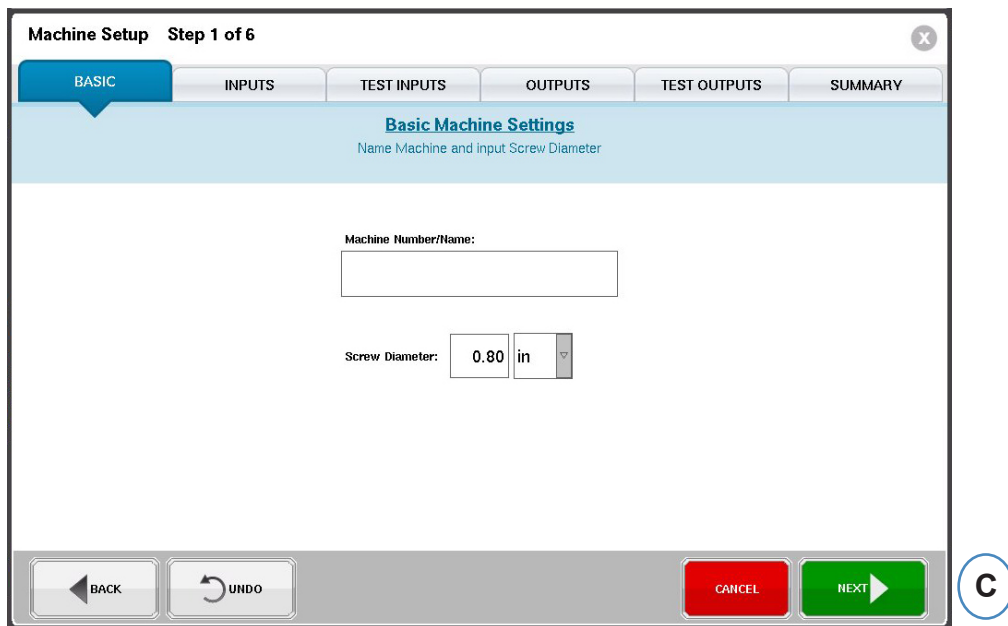 Machine Setup Step 1 of 6 X
BASIC INPUTS TEST INPUTS OUTPUTS TEST OUTPUTS SUMMARY
Basic Machine Settings
Name Machine and input Screw Diameter
Machine Number/Name:
Screw Diameter: 0.80 in
BACK UNDO CANCEL NEXT C